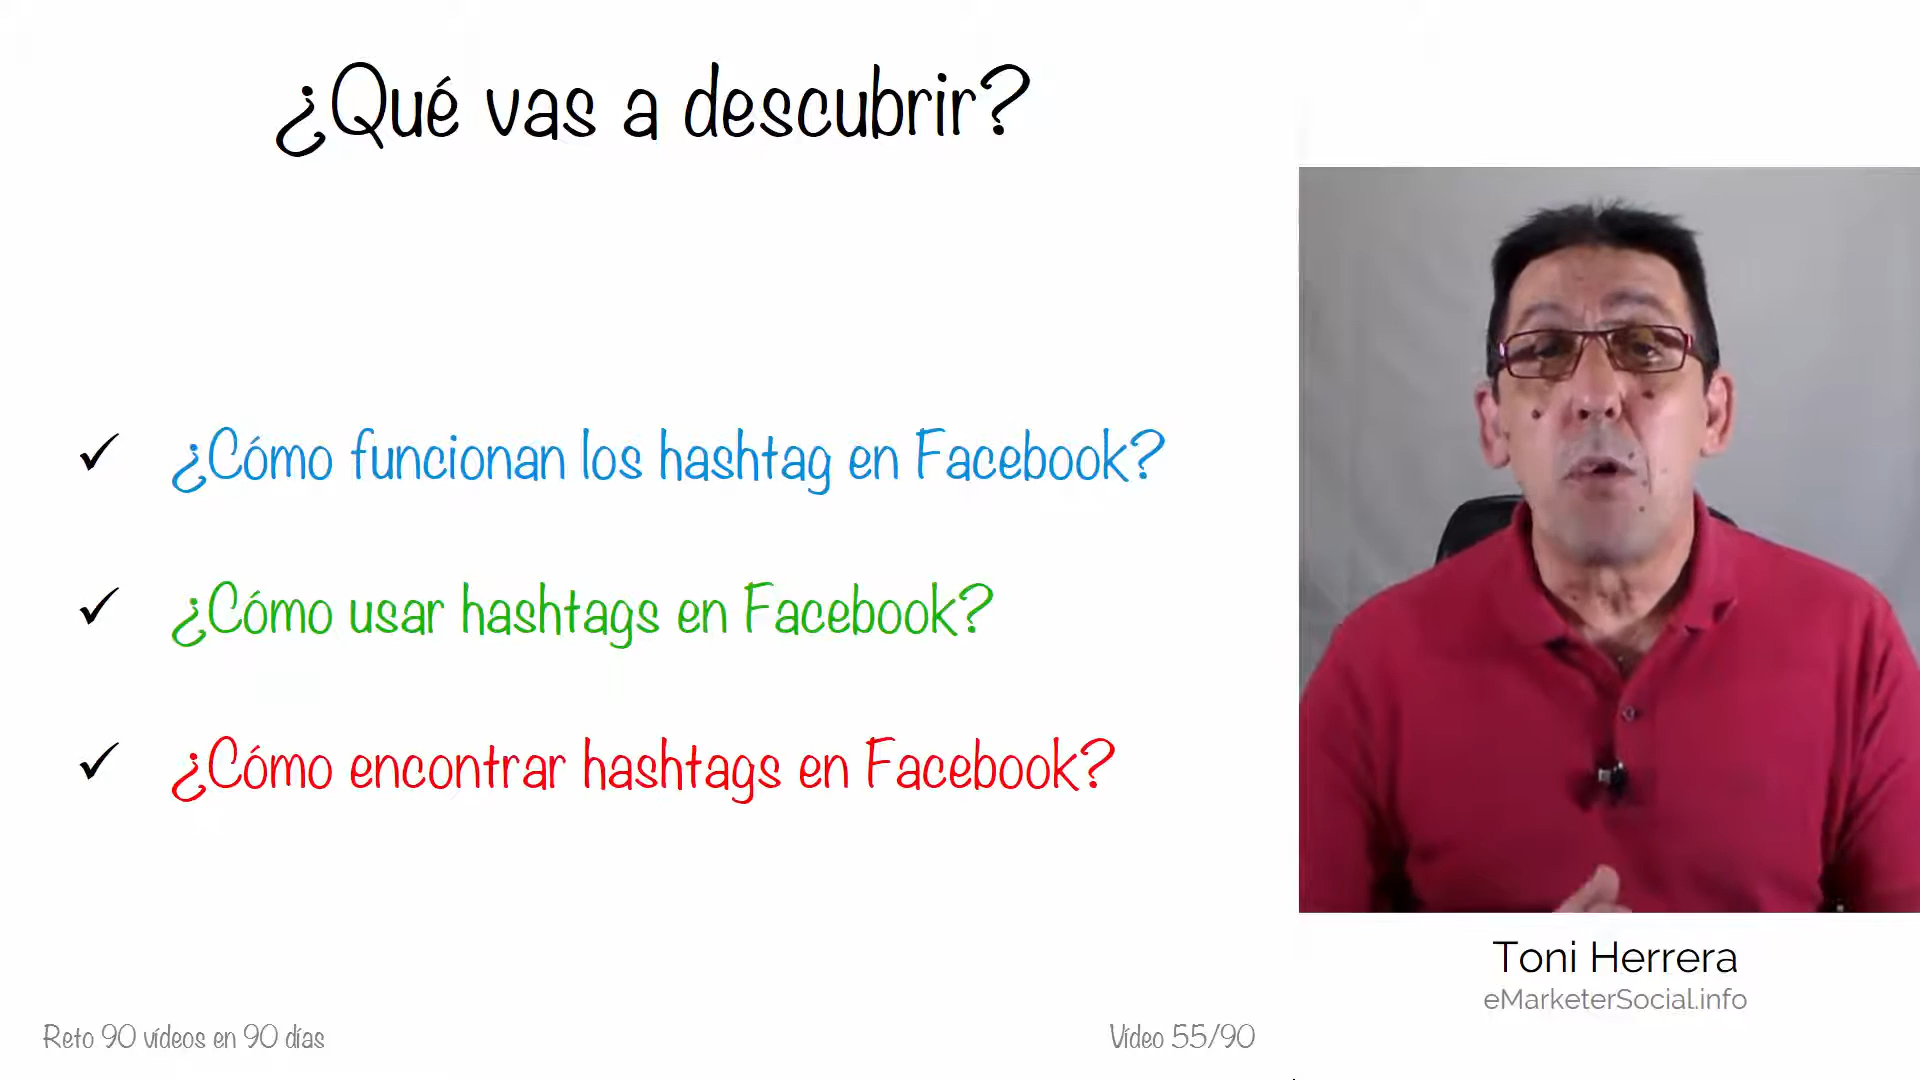 ¿Qué vas a descubrir?
¿Cómo funcionan los hashtag en Facebook?
¿Cómo usar hashtags en Facebook?
¿Cómo encontrar hashtags en Facebook?
Toni Herrera
eMarketerSocial.info
Reto 90 vídeos en 90 días
Vídeo 55/90